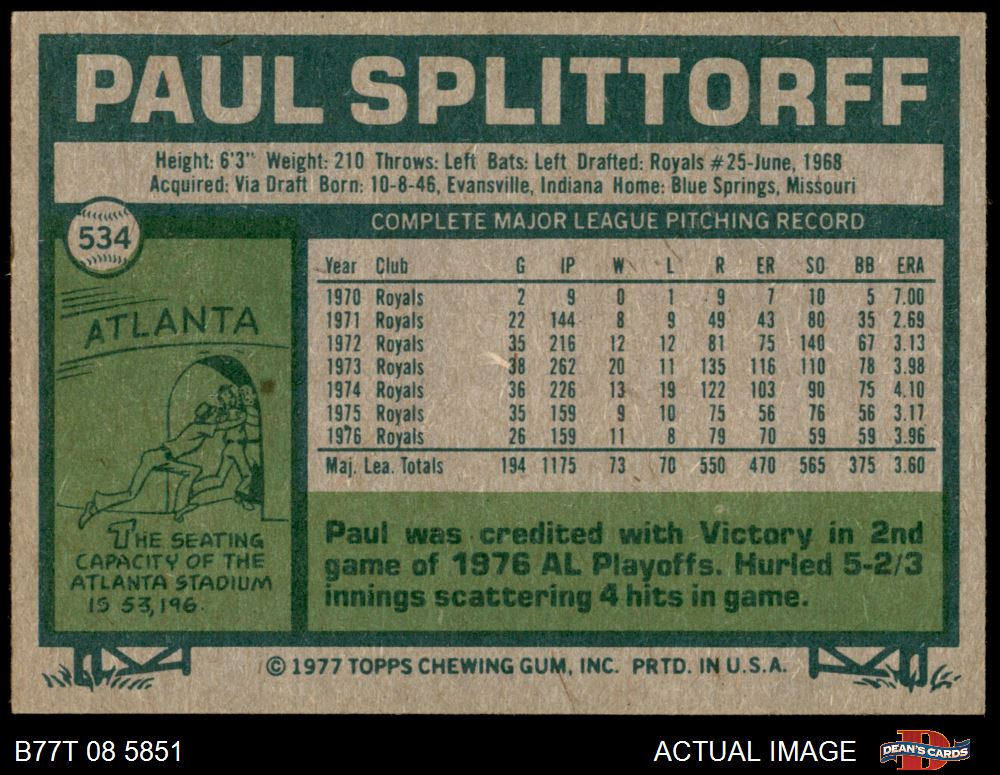 PAUL SPLITTORFF
Height: 6'3" Weight: 210 Throws: Left Bats: Left Drafted: Royals #25-June, 1968
Acquired: Via Draft Born: 10-8-46, Evansville, Indiana Home: Blue Springs, Missouri
534
COMPLETE MAJOR LEAGUE PITCHING RECORD
Year Club G IP W L R ER SO BB ERA
1970 Royals 2 9 0 1 9 7 10 5 7.00
1971 Royals 22 144 8 9 49 43 80 35 2.69
1972 Royals 35 216 12 12 81 75 140 67 3.13
1973 Royals 38 262 20 11 135 116 110 78 3.98
1974 Royals 36 226 13 19 122 103 90 75 4.10
1975 Royals 35 159 9 10 75 56 76 56 3.17
1976 Royals 26 159 11 8 79 70 59 59 3.96
Maj. Lea. Totals 194 1175 73 70 550 470 565 375 3.60
ATLANTA
THE SEATING
CAPACITY OF THE
ATLANTA STADIUM
IS 53,196.
Paul was credited with Victory in 2nd
game of 1976 AL Playoffs. Hurled 5-2/3
innings scattering 4 hits in game.
© 1977 TOPPS CHEWING GUM, INC. PRTD. IN U.S.A.
B77T 08 5851
ACTUAL IMAGE
DEAN'S CARDS